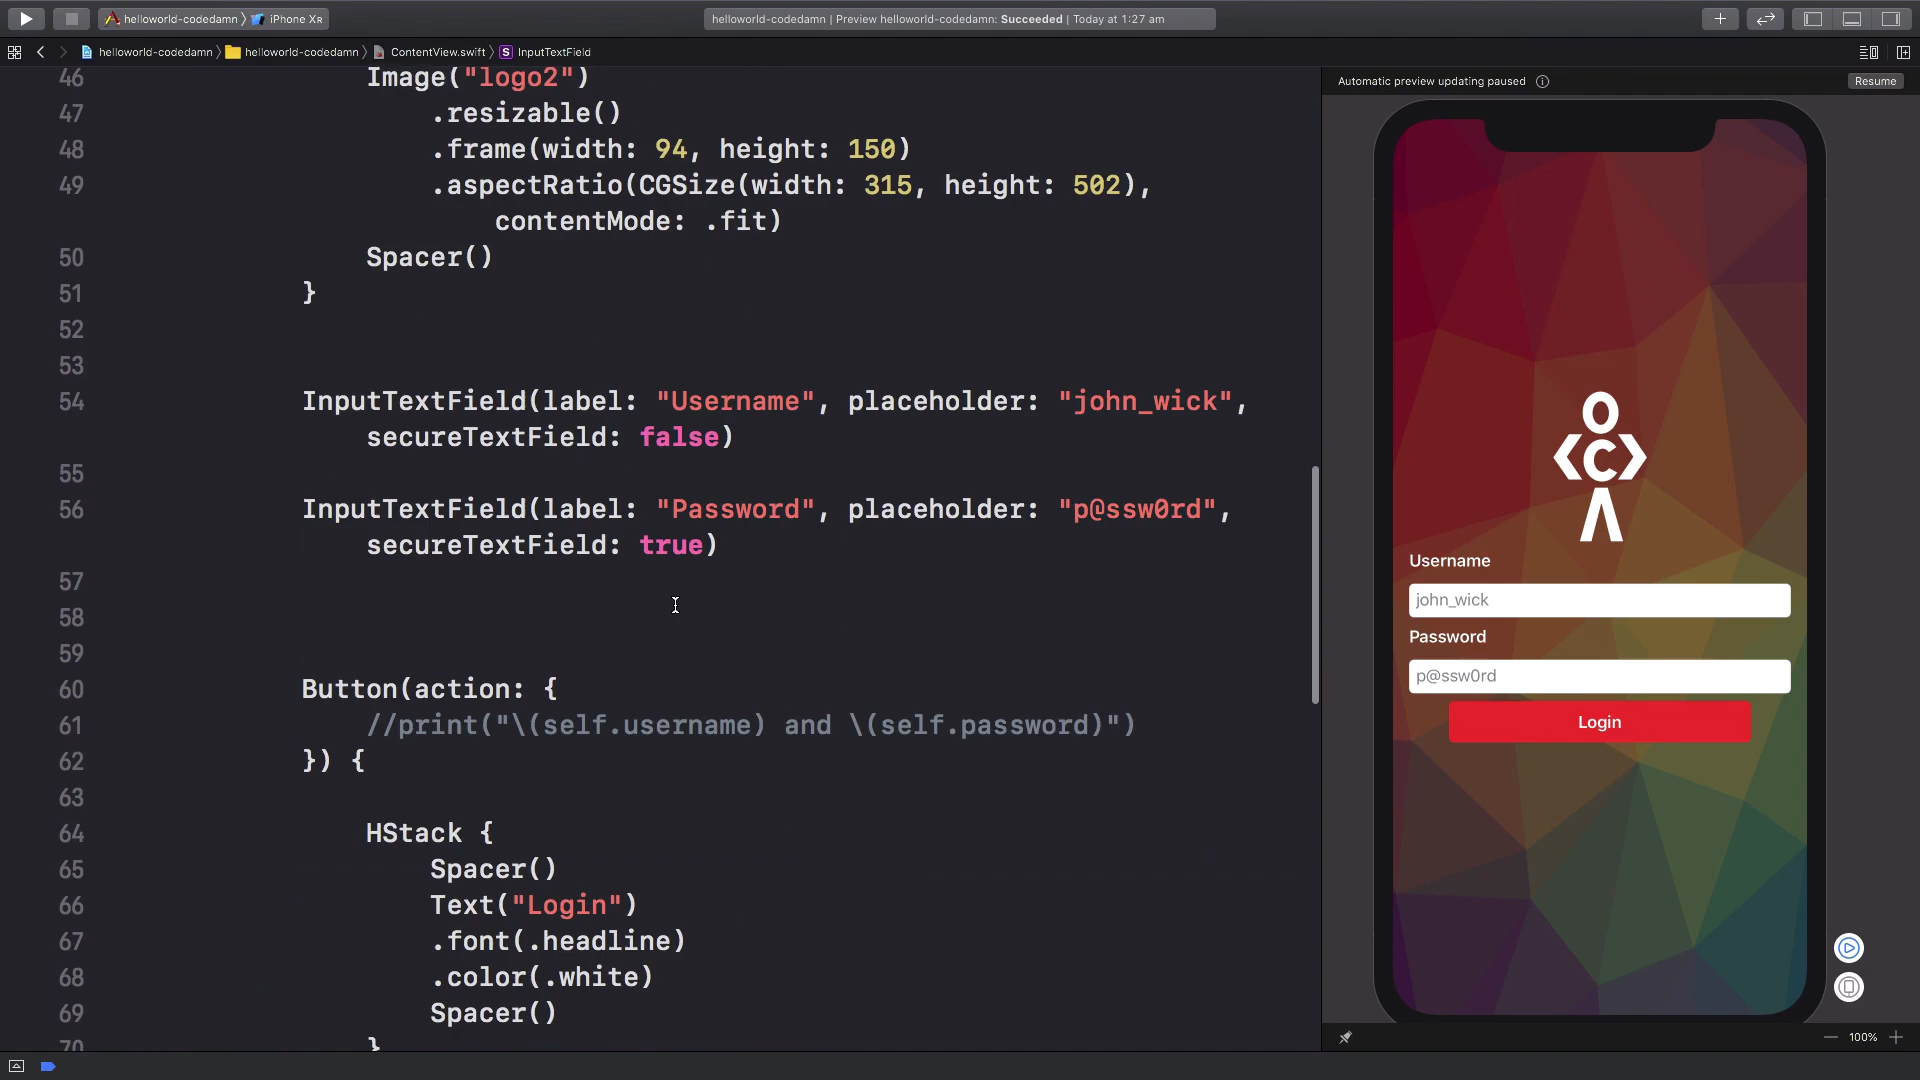 helloworld-codedamn
iPhone XR
helloworld-codedamn | Preview helloworld-codedamn: Succeeded | Today at 1:27 am
helloworld-codedamn
helloworld-codedamn
ContentView.swift
S InputTextField
46 Image("logo2")
47 .resizable()
48 .frame(width: 94, height: 150)
49 .aspectRatio(CGSize(width: 315, height: 502),
contentMode: .fit)
50 Spacer()
51 }
52
53
54 InputTextField(label: "Username", placeholder: "john_wick",
secureTextField: false)
55
56 InputTextField(label: "Password", placeholder: "p@ssw0rd",
secureTextField: true)
57
58
59
60 Button(action: {
61 //print("\(self.username) and \(self.password)")
62 }) {
63
64 HStack {
65 Spacer()
66 Text("Login")
67 .font(.headline)
68 .color(.white)
69 Spacer()
70 }
Automatic preview updating paused
Resume
C
Username
john_wick
Password
p@ssw0rd
Login
100%